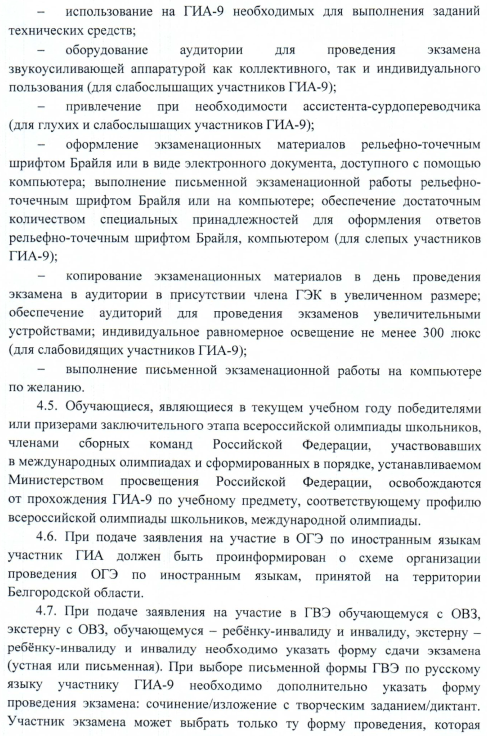 – использование на ГИА-9 необходимых для выполнения заданий
технических средств;
– оборудование аудитории для проведения экзамена
звукоусиливающей аппаратурой как коллективного, так и индивидуального
пользования (для слабослышащих участников ГИА-9);
– привлечение при необходимости ассистента-сурдопереводчика
(для глухих и слабослышащих участников ГИА-9);
– оформление экзаменационных материалов рельефно-точечным
шрифтом Брайля или в виде электронного документа, доступного с помощью
компьютера; выполнение письменной экзаменационной работы рельефно-
точечным шрифтом Брайля или на компьютере; обеспечение достаточным
количеством специальных принадлежностей для оформления ответов
рельефно-точечным шрифтом Брайля, компьютером (для слепых участников
ГИА-9);
– копирование экзаменационных материалов в день проведения
экзамена в аудитории в присутствии члена ГЭК в увеличенном размере;
обеспечение аудиторий для проведения экзаменов увеличительными
устройствами; индивидуальное равномерное освещение не менее 300 люкс
(для слабовидящих участников ГИА-9);
– выполнение письменной экзаменационной работы на компьютере
по желанию.
4.5. Обучающиеся, являющиеся в текущем учебном году победителями
или призерами заключительного этапа всероссийской олимпиады школьников,
членами сборных команд Российской Федерации, участвовавших
в международных олимпиадах и сформированных в порядке, устанавливаемом
Министерством просвещения Российской Федерации, освобождаются
от прохождения ГИА-9 по учебному предмету, соответствующему профилю
всероссийской олимпиады школьников, международной олимпиады.
4.6. При подаче заявления на участие в ОГЭ по иностранным языкам
участник ГИА должен быть проинформирован о схеме организации
проведения ОГЭ по иностранным языкам, принятой на территории
Белгородской области.
4.7. При подаче заявления на участие в ГВЭ обучающемуся с ОВЗ,
экстерну с ОВЗ, обучающемуся – ребёнку-инвалиду и инвалиду, экстерну –
ребёнку-инвалиду и инвалиду необходимо указать форму сдачи экзамена
(устная или письменная). При выборе письменной формы ГВЭ по русскому
языку участнику ГИА-9 необходимо дополнительно указать форму
проведения экзамена: сочинение/изложение с творческим заданием/диктант.
Участник экзамена может выбрать только ту форму проведения, которая